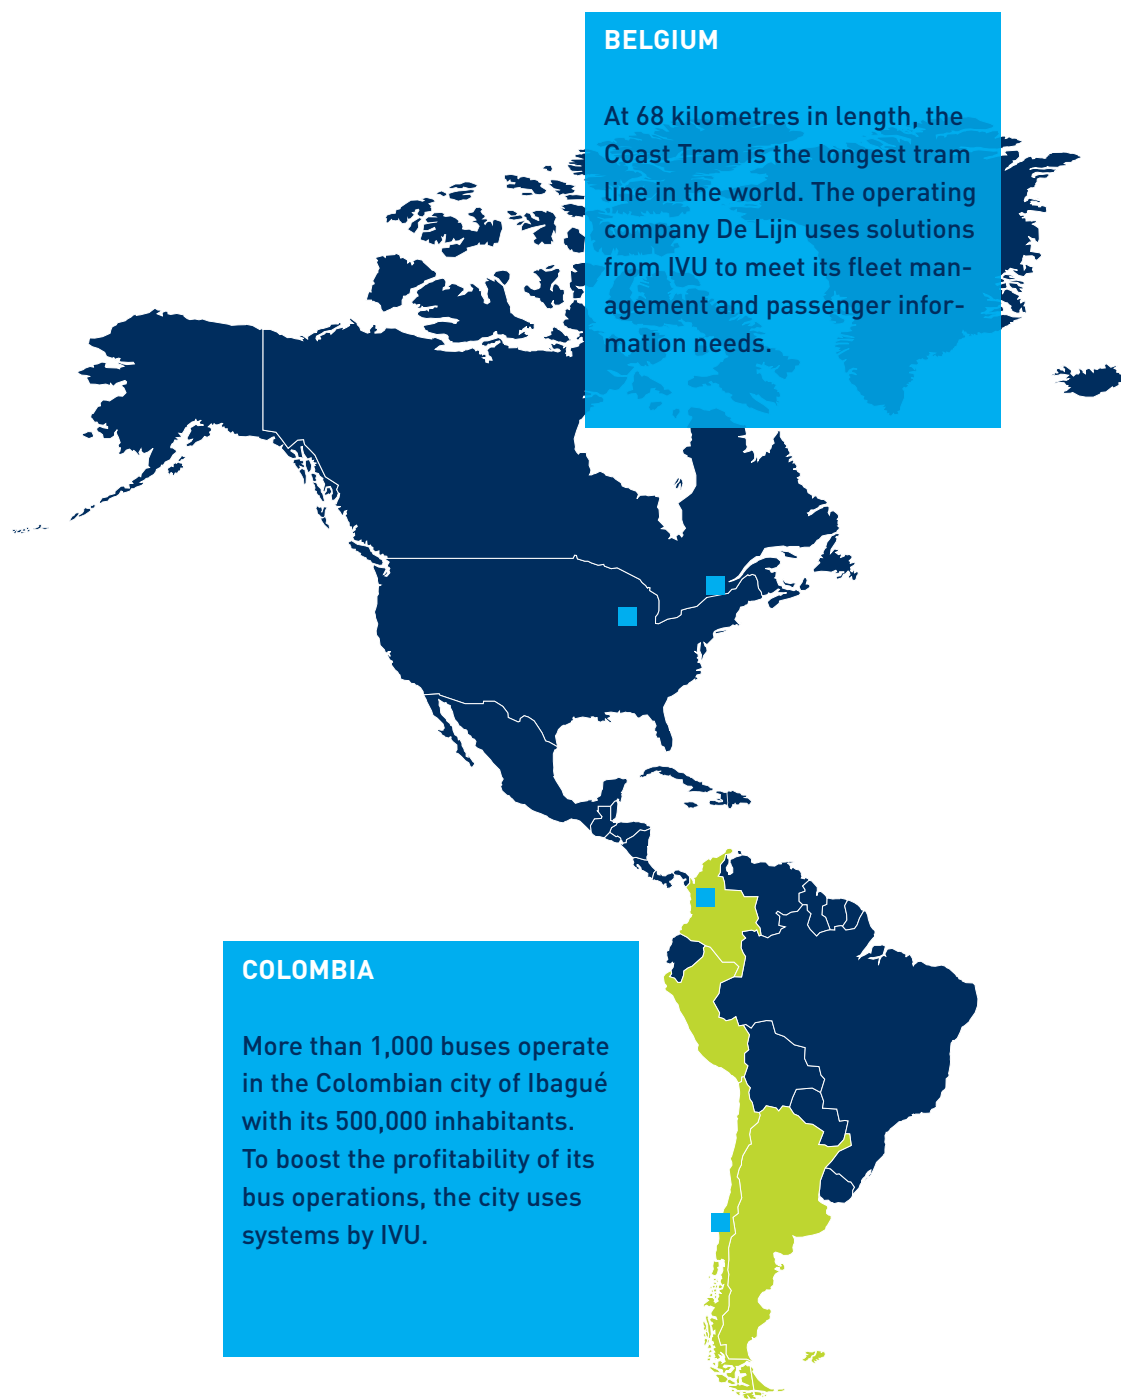 BELGIUM
At 68 kilometres in length, the
Coast Tram is the longest tram
line in the world. The operating
company De Lijn uses solutions
from IVU to meet its fleet man-
agement and passenger infor-
mation needs.
COLOMBIA
More than 1,000 buses operate
in the Colombian city of Ibagué
with its 500,000 inhabitants.
To boost the profitability of its
bus operations, the city uses
systems by IVU.